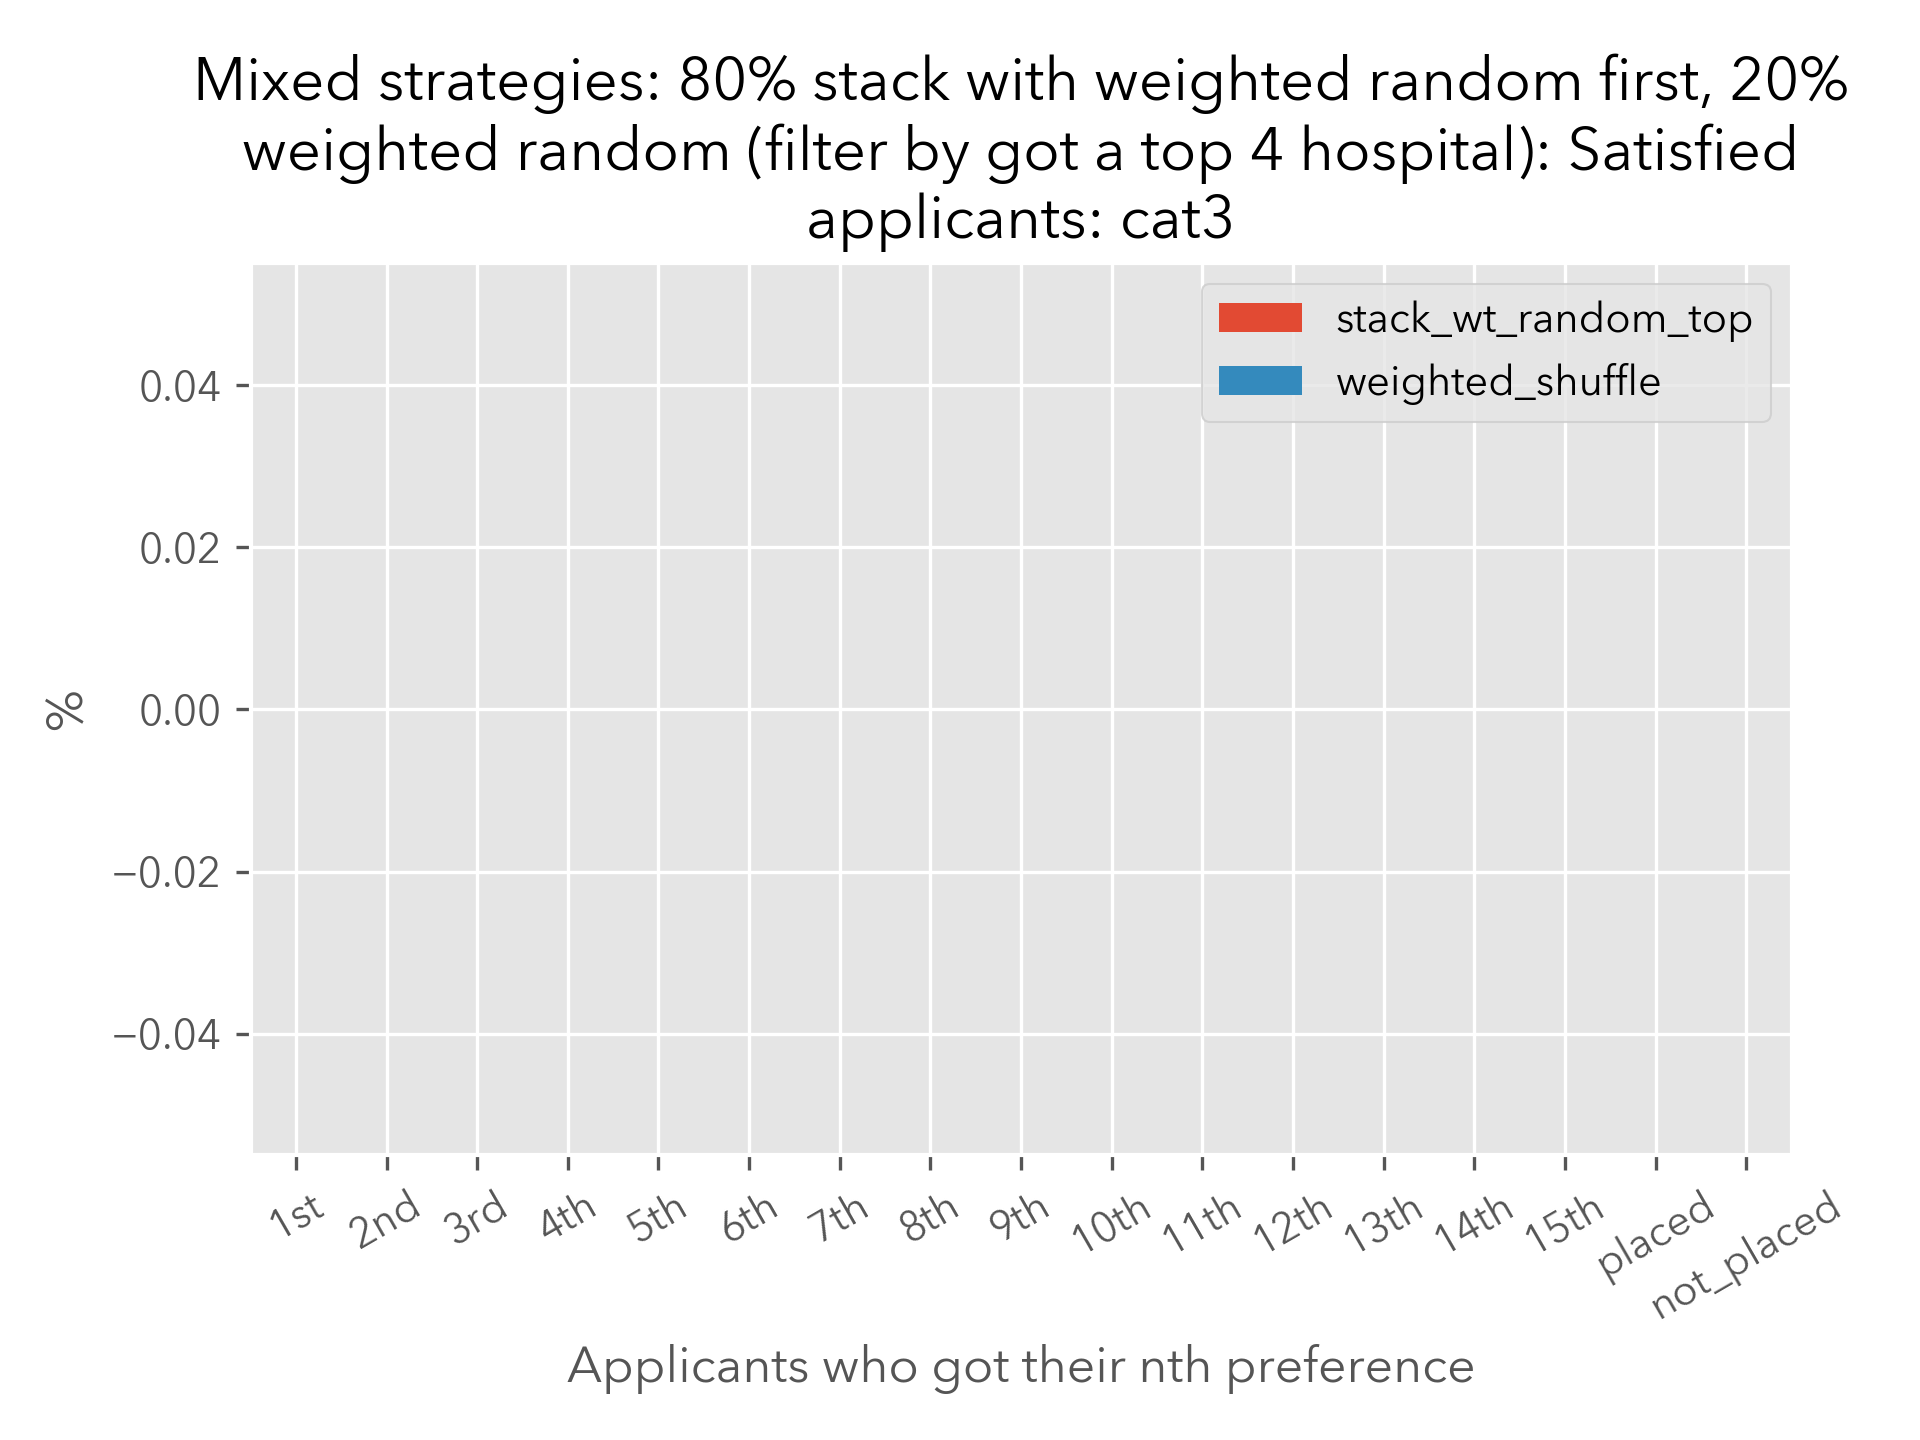 Mixed strategies: 80% stack with weighted random first, 20%
weighted random (filter by got a top 4 hospital): Satisfied
applicants: cat3
stack_wt_random_top
weighted_shuffle
0.04
0.02
0.00
−0.02
−0.04
%
1st
2nd
3rd
4th
5th
6th
7th
8th
9th
10th
11th
12th
13th
14th
15th
placed
not_placed
Applicants who got their nth preference